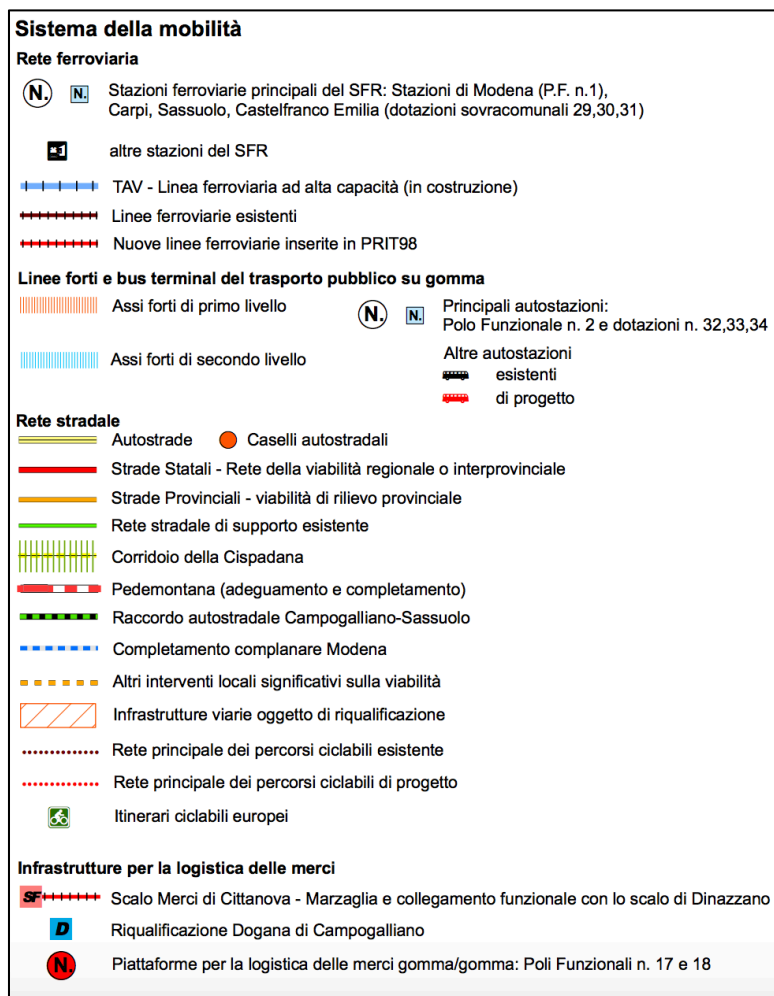 Sistema della mobilità
Rete ferroviaria
N. N. Stazioni ferroviarie principali del SFR: Stazioni di Modena (P.F. n.1),
Carpi, Sassuolo, Castelfranco Emilia (dotazioni sovracomunali 29,30,31)
altre stazioni del SFR
TAV - Linea ferroviaria ad alta capacità (in costruzione)
Linee ferroviarie esistenti
Nuove linee ferroviarie inserite in PRIT98
Linee forti e bus terminal del trasporto pubblico su gomma
Assi forti di primo livello
N. N. Principali autostazioni:
Polo Funzionale n. 2 e dotazioni n. 32,33,34
Assi forti di secondo livello
Altre autostazioni
esistenti
di progetto
Rete stradale
Autostrade Caselli autostradali
Strade Statali - Rete della viabilità regionale o interprovinciale
Strade Provinciali - viabilità di rilievo provinciale
Rete stradale di supporto esistente
Corridoio della Cispadana
Pedemontana (adeguamento e completamento)
Raccordo autostradale Campogalliano-Sassuolo
Completamento complanare Modena
Altri interventi locali significativi sulla viabilità
Infrastrutture viarie oggetto di riqualificazione
Rete principale dei percorsi ciclabili esistente
Rete principale dei percorsi ciclabili di progetto
Itinerari ciclabili europei
Infrastrutture per la logistica delle merci
SF Scalo Merci di Cittanova - Marzaglia e collegamento funzionale con lo scalo di Dinazzano
D Riqualificazione Dogana di Campogalliano
N. Piattaforme per la logistica delle merci gomma/gomma: Poli Funzionali n. 17 e 18